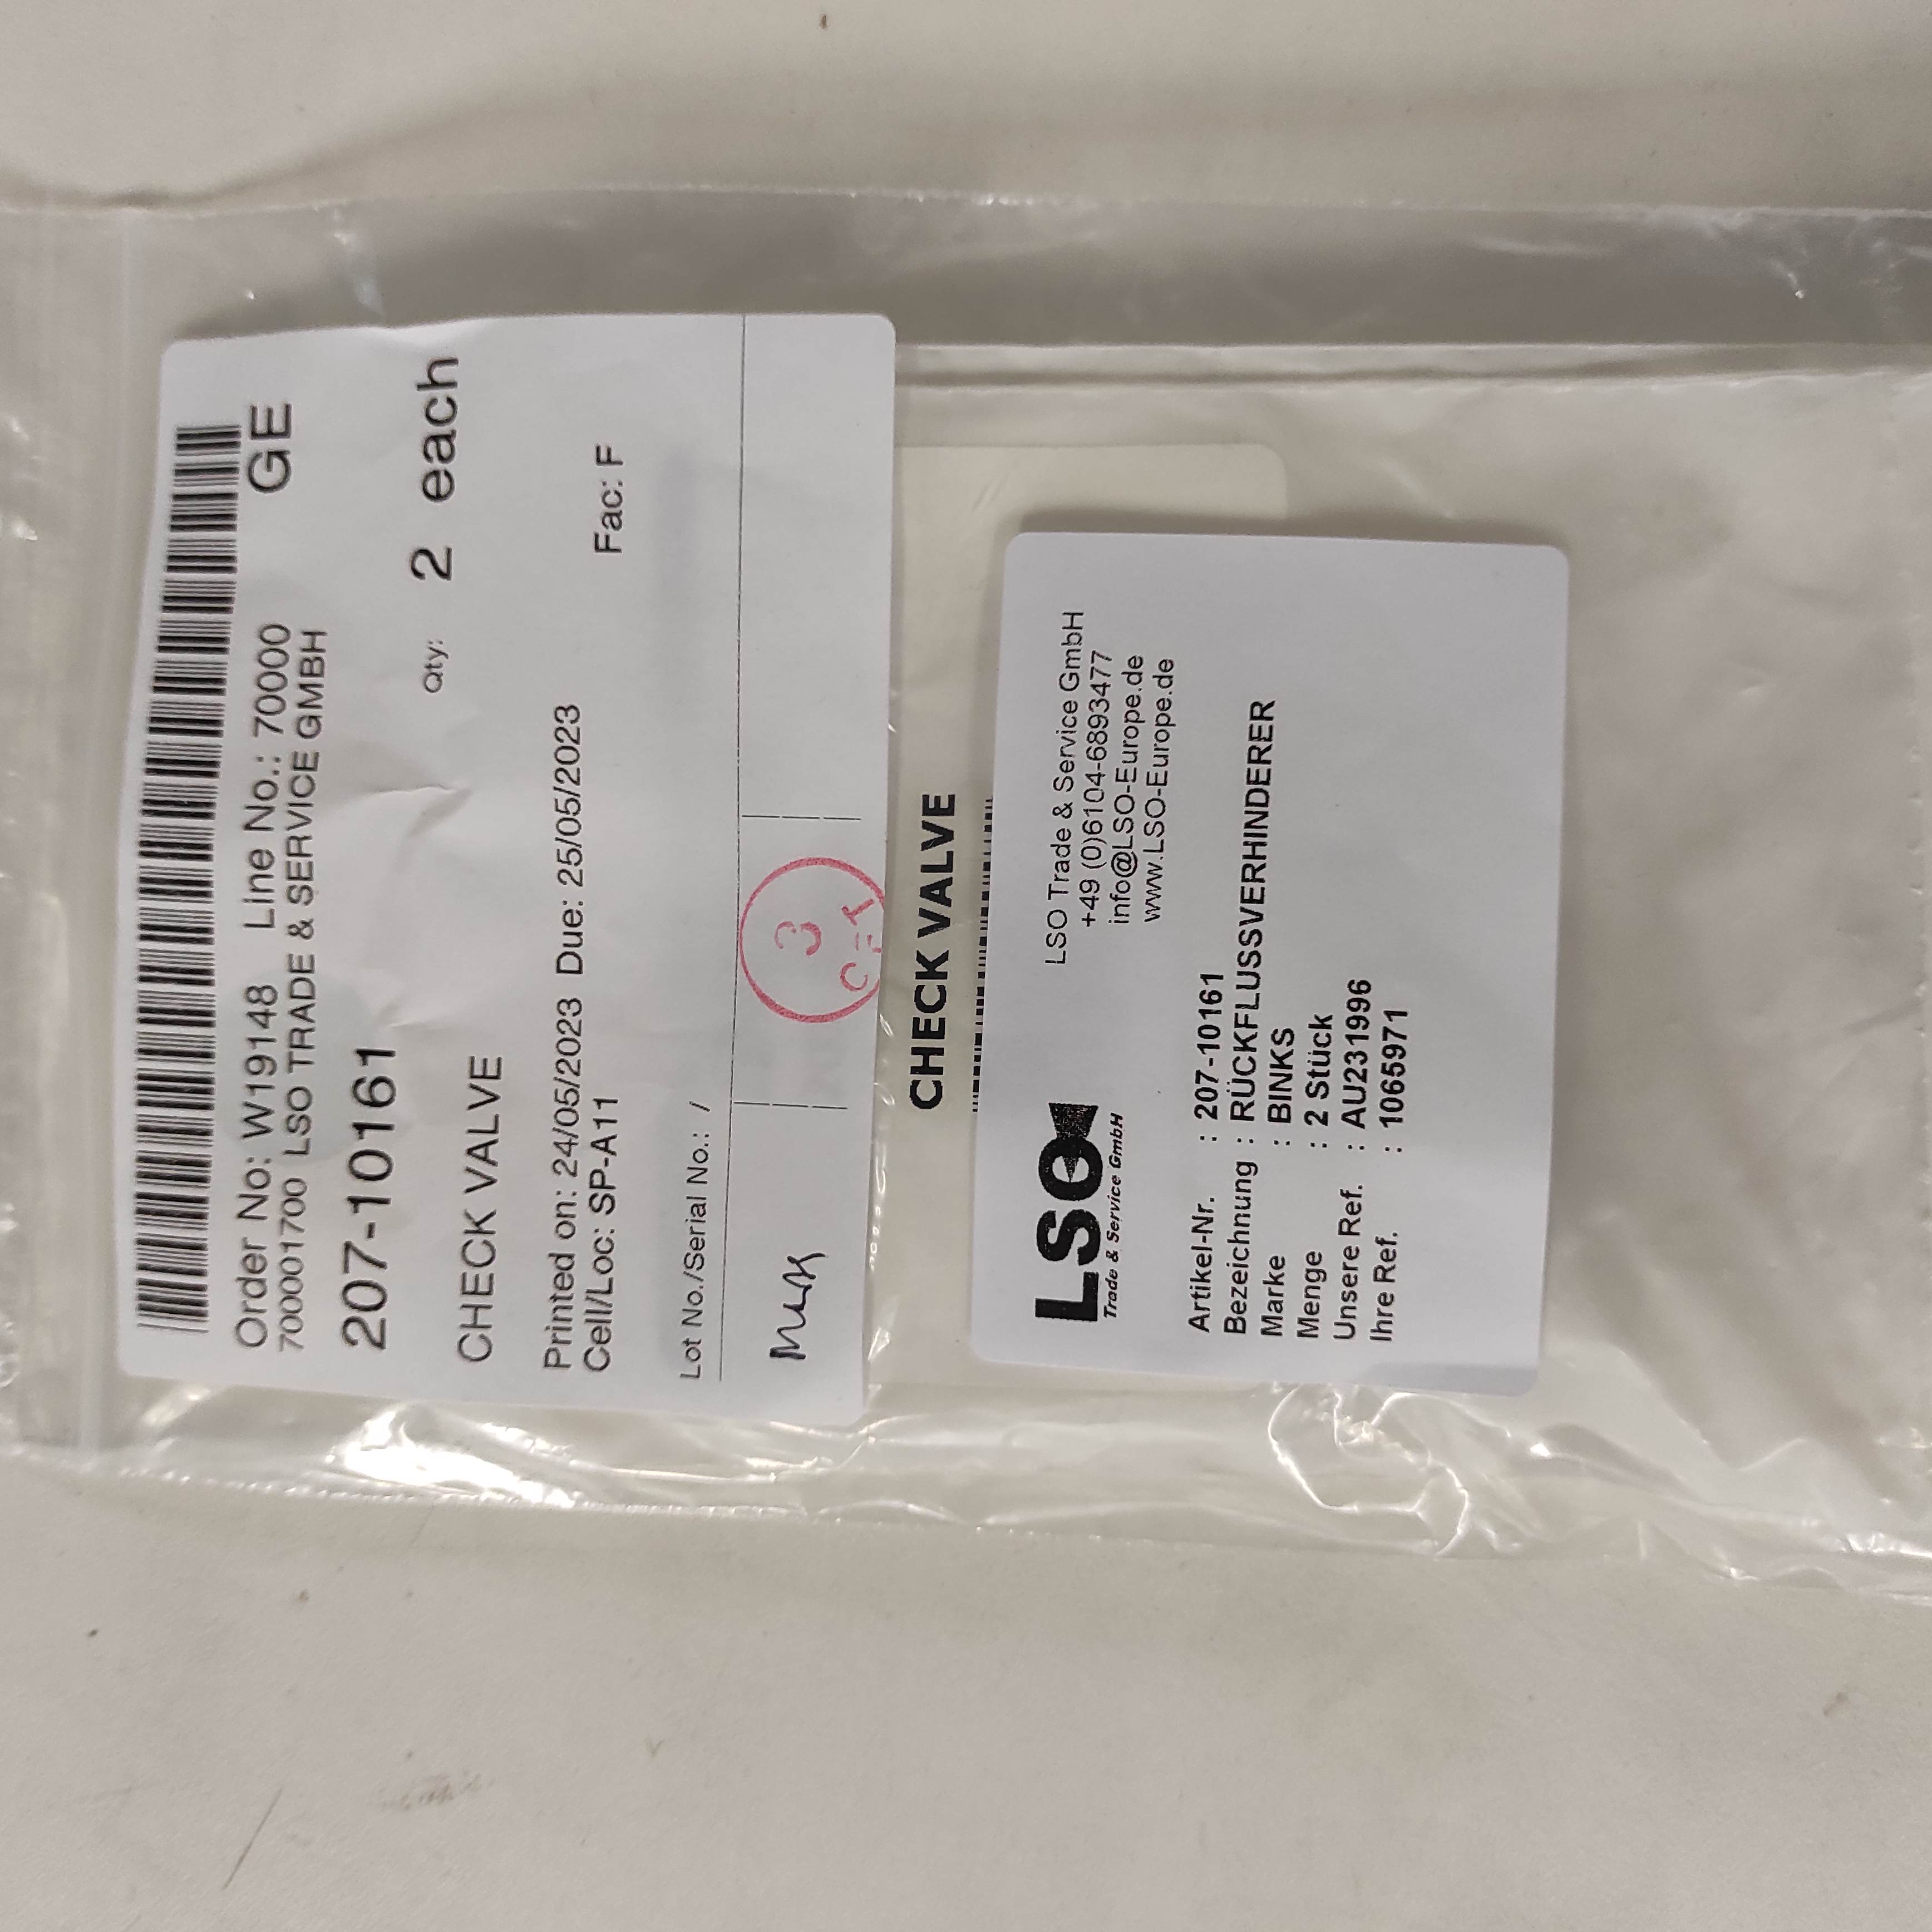 Order No: W19148 Line No.: 70000 GE
700001700 LSO TRADE & SERVICE GMBH
207-10161
Qty: 2 each
CHECK VALVE
Printed on: 24/05/2023 Due: 25/05/2023
Cell/Loc: SP-A11 Fac: F
Lot No./Serial No.: /
3
CHECK VALVE
LSO
Trade & Service GmbH
LSO Trade & Service GmbH
+49 (0)6104-6893477
info@LSO-Europe.de
www.LSO-Europe.de
Artikel-Nr. : 207-10161
Bezeichnung : RÜCKFLUSSVERHINDERER
Marke : BINKS
Menge : 2 Stück
Unsere Ref. : AU231996
Ihre Ref. : 1065971